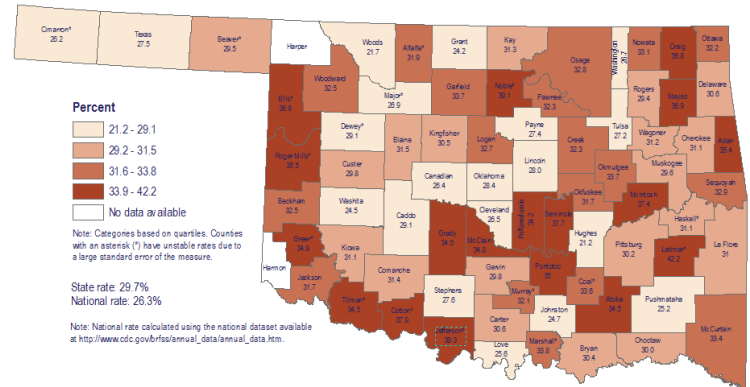 Cimarron*
26.2
Texas
27.5
Beaver*
29.5
Harper
Woods
21.7
Alfalfa*
31.9
Grant
24.2
Kay
31.3
Osage
32.8
Washington
Nowata
33.1
Craig
Ottawa
32.2
Ellis*
Woodward
32.5
Major*
26.9
Garfield
33.7
Noble*
39.1
Pawnee
32.3
Rogers
29.4
Mayes
Delaware
30.6
Percent
21.2 - 29.1
29.2 - 31.5
31.6 - 33.8
33.9 - 42.2
No data available
Dewey*
29.1
Blaine
31.5
Kingfisher
30.5
Logan
32.7
Payne
27.4
Creek
32.3
Tulsa
27.2
Wagoner
31.2
Cherokee
31.1
Adair
Roger Mills*
Custer
29.8
Canadian
26.4
Oklahoma
28.4
Lincoln
28.0
Okmulgee
33.7
Muskogee
29.6
Sequoyah
32.9
Beckham
32.5
Washita
24.5
Caddo
29.1
Cleveland
26.5
Pottawatomie
34.2
Seminole
37.7
Okfuskee
31.7
McIntosh
37.4
Haskell*
31.1
Note: Categories based on quartiles. Counties
with an asterisk (*) have unstable rates due to
a large standard error of the measure.
Greer*
34.9
Kiowa
31.1
Grady
34.3
McClain
34.8
Hughes
21.2
Pittsburg
30.2
Latimer*
42.2
Le Flore
31
Harmon
Jackson
31.7
Comanche
31.4
Garvin
29.8
Pontotoc
35
Coal*
33.6
State rate: 29.7%
National rate: 26.3%
Tillman*
34.5
Cotton*
37.9
Stephens
27.6
Murray*
32.1
Johnston
24.7
Atoka
34.5
Pushmataha
25.2
McCurtain
33.4
Note: National rate calculated using the national dataset available
at http://www.cdc.gov/brfss/annual_data/annual_data.htm.
Jefferson*
39.3
Carter
30.6
Love
25.6
Marshall*
33.8
Bryan
30.4
Choctaw
30.0